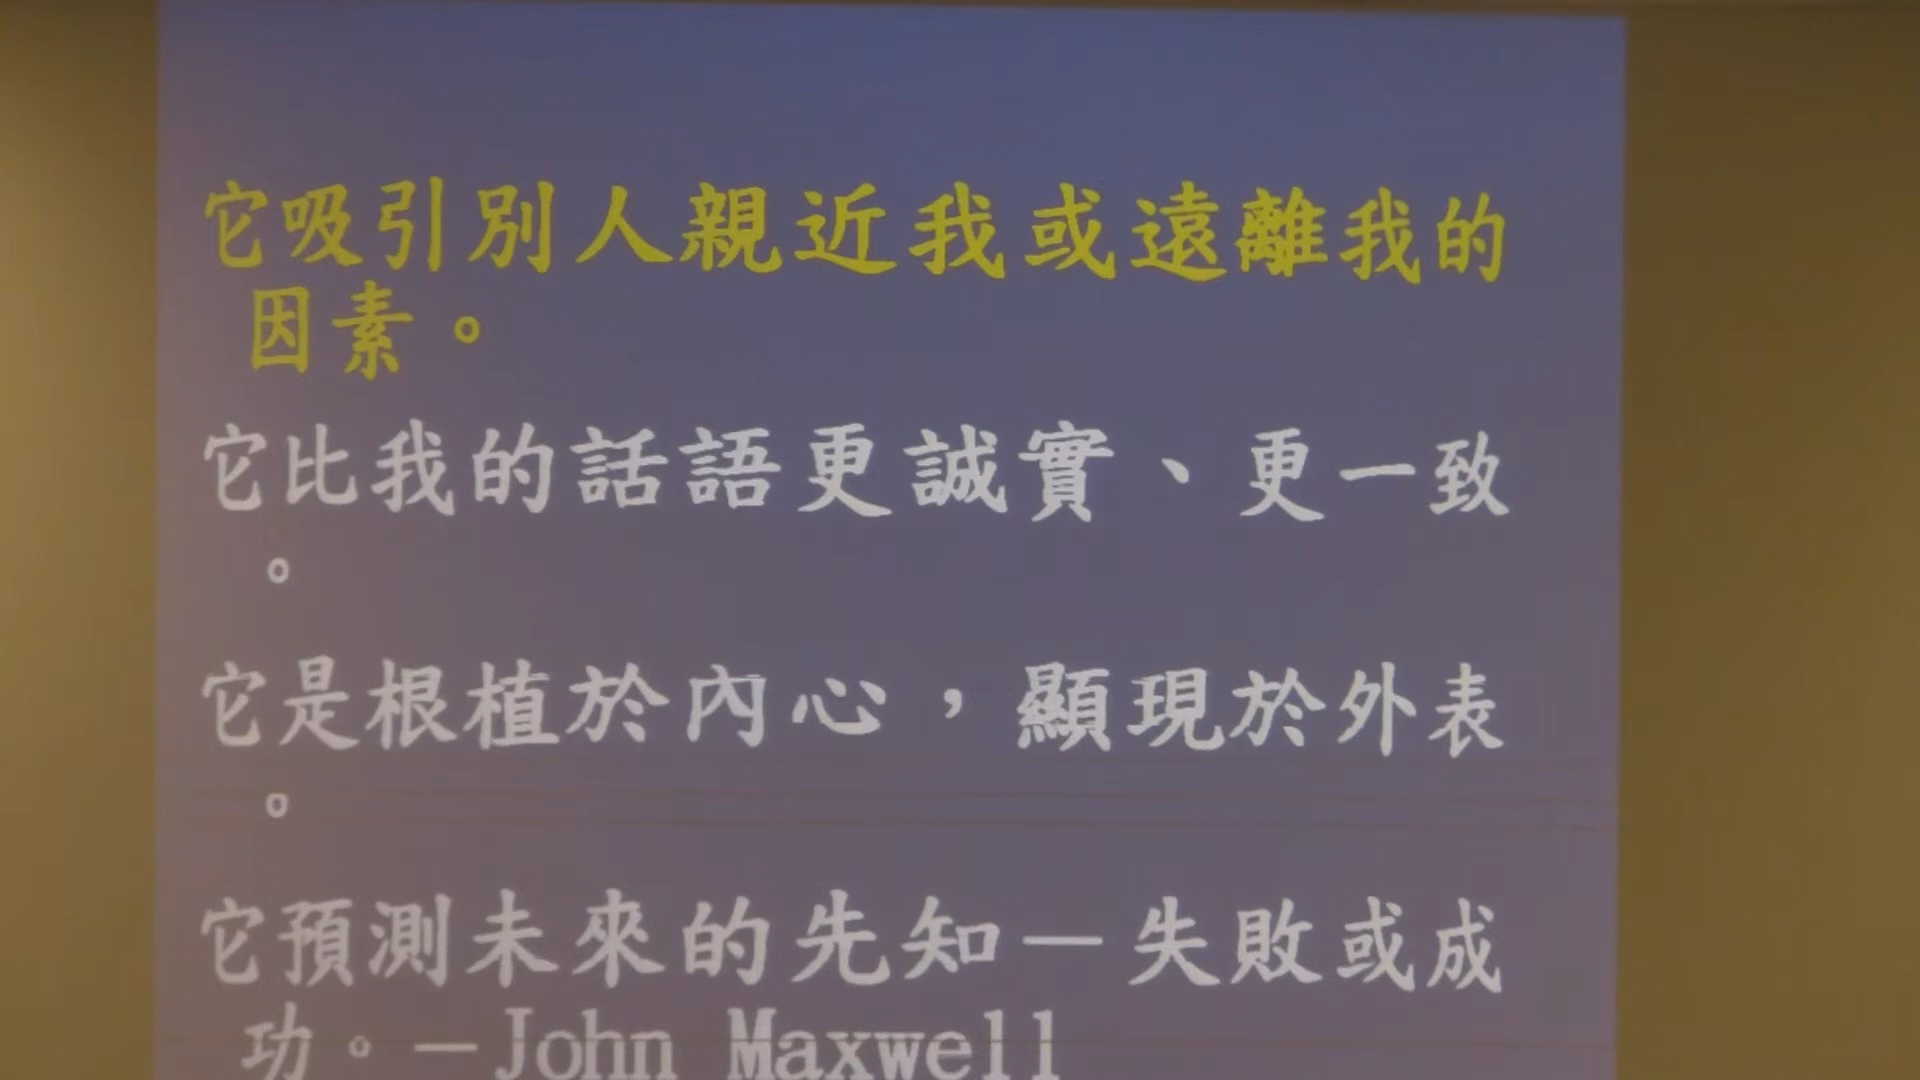 它吸引別人親近我或遠離我的
因素。
它比我的話語更誠實、更一致
。
它是根植於內心，顯現於外表
。
它預測未來的先知－失敗或成
功。－John Maxwell